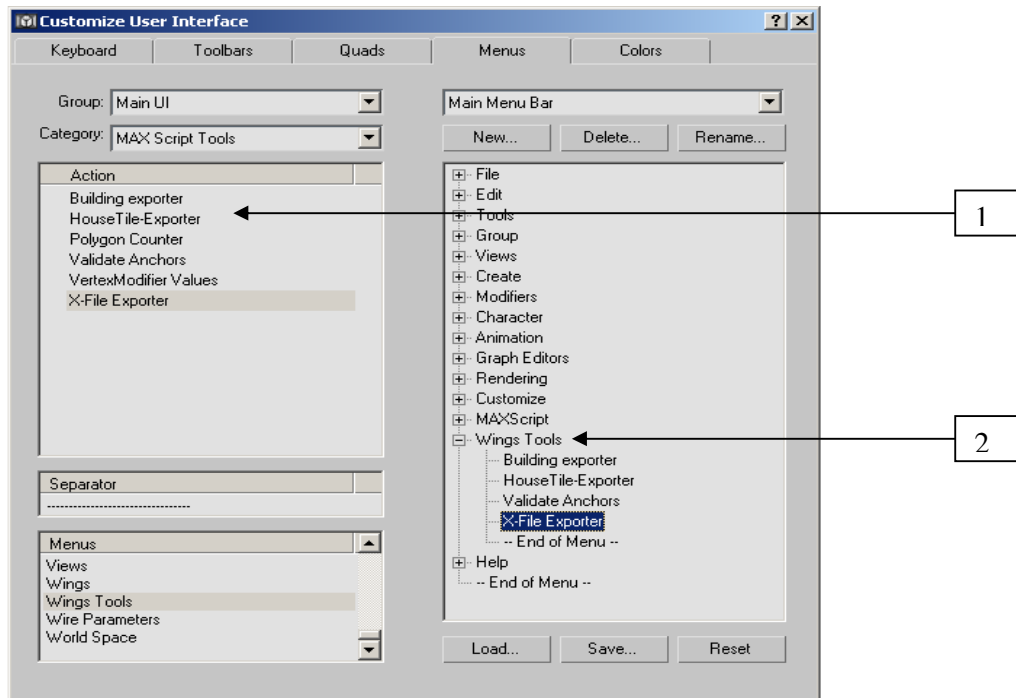 Customize User Interface
Keyboard Toolbars Quads Menus Colors
Group: Main UI
Category: MAX Script Tools
Action
Building exporter
HouseTile-Exporter
Polygon Counter
Validate Anchors
VertexModifier Values
X-File Exporter
Separator
---------------------------------
Menus
Views
Wings
Wings Tools
Wire Parameters
World Space
Main Menu Bar
New... Delete... Rename...
File
Edit
Tools
Group
Views
Create
Modifiers
Character
Animation
Graph Editors
Rendering
Customize
MAXScript
Wings Tools
Building exporter
HouseTile-Exporter
Validate Anchors
X-File Exporter
-- End of Menu --
Help
-- End of Menu --
Load... Save... Reset
1
2